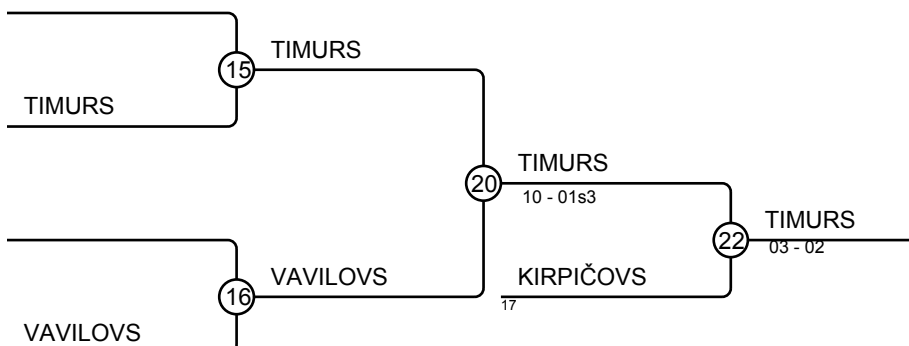 TIMURS
15
TIMURS
TIMURS
20
10 - 01s3
TIMURS
22
03 - 02
VAVILOVS
KIRPIČOVS
16
17
VAVILOVS